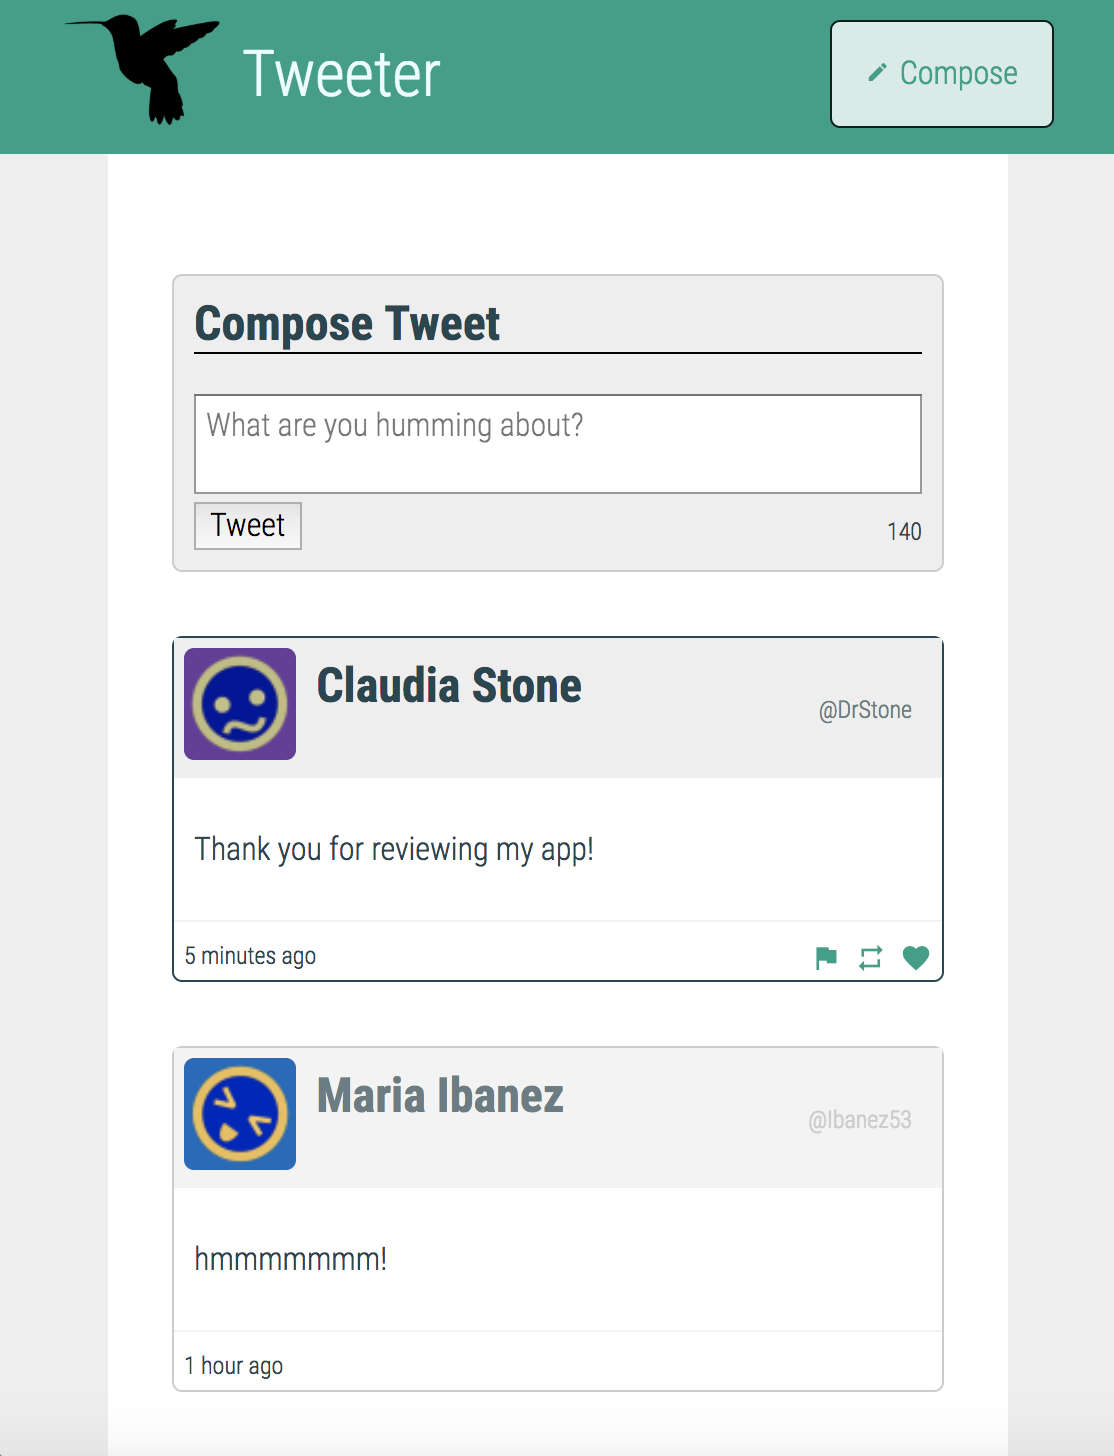 Tweeter
Compose
Compose Tweet
What are you humming about?
Tweet
140
Claudia Stone
@DrStone
Thank you for reviewing my app!
5 minutes ago
Maria Ibanez
@Ibanez53
hmmmmmmm!
1 hour ago